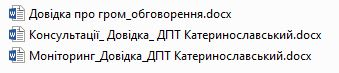 Довідка про гром_обговорення.docx
Консультації_ Довідка_ ДПТ Катеринославський.docx
Моніторинг_Довідка_ДПТ Катеринославський.docx